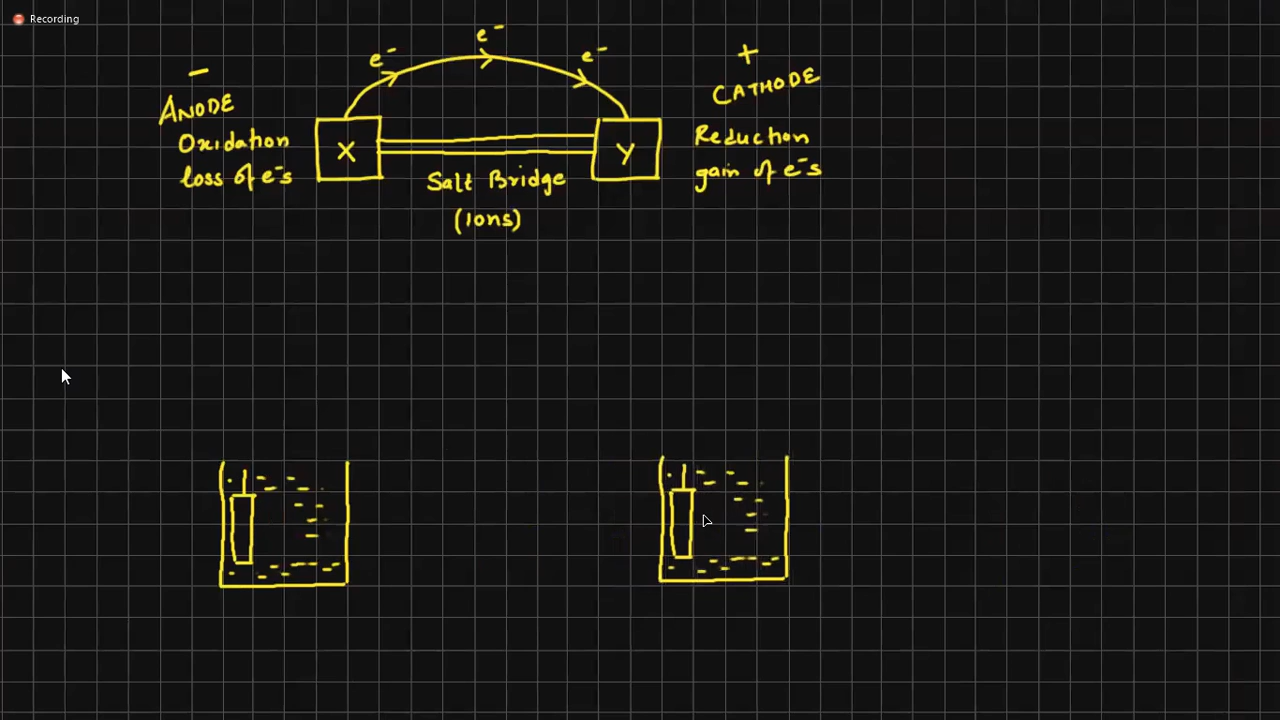 Recording
e⁻
e⁻
e⁻
−
+
ANODE
CATHODE
Oxidation
loss of e⁻s
X
Y
Reduction
gain of e⁻s
Salt Bridge
(Ions)